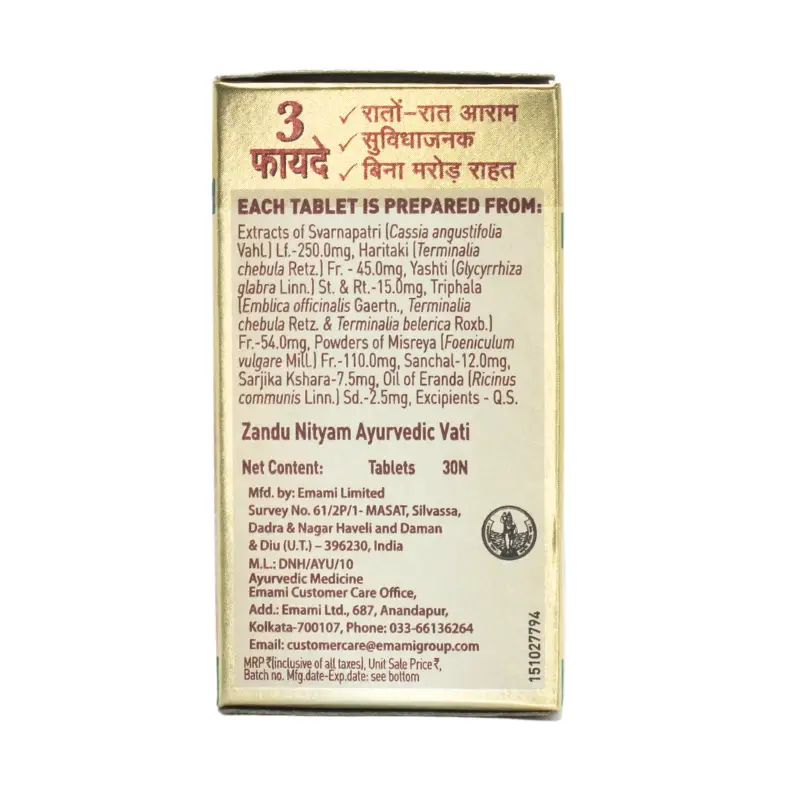 3
फायदे
✓ रातों-रात आराम
✓ सुविधाजनक
✓ बिना मरोड़ राहत
EACH TABLET IS PREPARED FROM:
Extracts of Svarnapatri (Cassia angustifolia
Vahl.) Lf.-250.0mg, Haritaki (Terminalia
chebula Retz.) Fr. - 45.0mg, Yashti (Glycyrrhiza
glabra Linn.) St. & Rt.-15.0mg, Triphala
(Emblica officinalis Gaertn., Terminalia
chebula Retz. & Terminalia belerica Roxb.)
Fr.-54.0mg, Powders of Misreya (Foeniculum
vulgare Mill.) Fr.-110.0mg, Sanchal-12.0mg,
Sarjika Kshara-7.5mg, Oil of Eranda (Ricinus
communis Linn.) Sd.-2.5mg, Excipients - Q.S.
Zandu Nityam Ayurvedic Vati
Net Content: Tablets 30N
Mfd. by: Emami Limited
Survey No. 61/2P/1- MASAT, Silvassa,
Dadra & Nagar Haveli and Daman
& Diu (U.T.) – 396230, India
M.L.: DNH/AYU/10
Ayurvedic Medicine
Emami Customer Care Office,
Add.: Emami Ltd., 687, Anandapur,
Kolkata-700107, Phone: 033-66136264
Email: customercare@emamigroup.com
MRP ₹(inclusive of all taxes), Unit Sale Price ₹,
Batch no. Mfg.date-Exp.date: see bottom
151027794